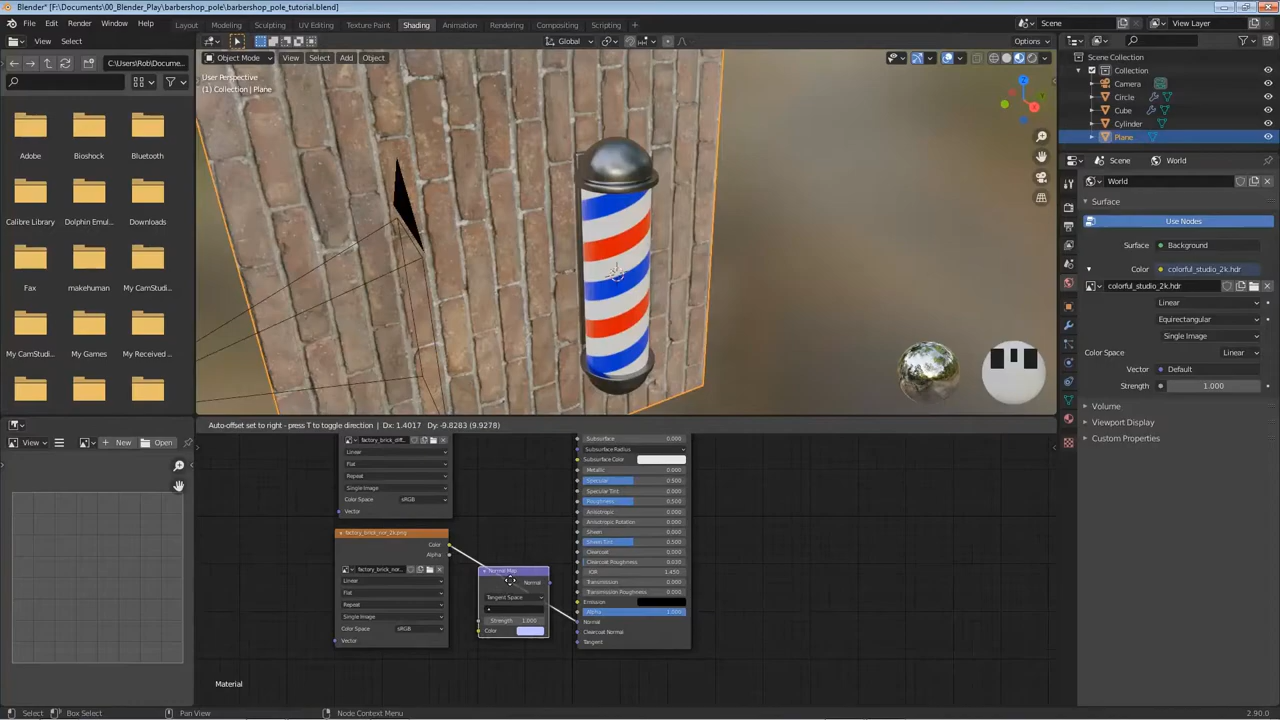 Blender* [F:\Documents\00_Blender_Play\barbershop_pole\barbershop_pole_tutorial.blend]
File Edit Render Window Help Layout Modeling Sculpting UV Editing Texture Paint Shading Animation Rendering Compositing Scripting + Scene View Layer
View Select Global Options
C:\Users\Rob\Docume... Object Mode View Select Add Object
User Perspective
(1) Collection | Plane
Scene Collection
Collection
Camera
Circle
Cube
Cylinder
Plane
Adobe Bioshock Bluetooth
Calibre Library Dolphin Emul... Downloads
Fax makehuman My CamStudi...
My CamStudi... My Games My Received ...
Scene > World
World
Surface
Use Nodes
Surface Background
Color colorful_studio_2k.hdr
colorful_studio_2k.hdr
Linear
Equirectangular
Single Image
Color Space Linear
Vector Default
Strength 1.000
Volume
Viewport Display
Custom Properties
Auto-offset set to right - press T to toggle direction | Dx: 1.4017 Dy: -9.8283 (9.9278)
View New Open
factory_brick_diff...
Linear
Flat
Repeat
Single Image
Color Space sRGB
Vector
factory_brick_nor_2k.png
Color
Alpha
factory_brick_nor...
Linear
Flat
Repeat
Single Image
Color Space sRGB
Vector
Normal Map
Normal
Tangent Space
Strength 1.000
Color
Subsurface 0.000
Subsurface Radius
Subsurface Color
Metallic 0.000
Specular 0.500
Specular Tint 0.000
Roughness 0.500
Anisotropic 0.000
Anisotropic Rotation 0.000
Sheen 0.000
Sheen Tint 0.500
Clearcoat 0.000
Clearcoat Roughness 0.030
IOR 1.450
Transmission 0.000
Transmission Roughness 0.000
Emission
Alpha 1.000
Normal
Clearcoat Normal
Tangent
Material
Select Box Select Pan View Node Context Menu 2.90.0